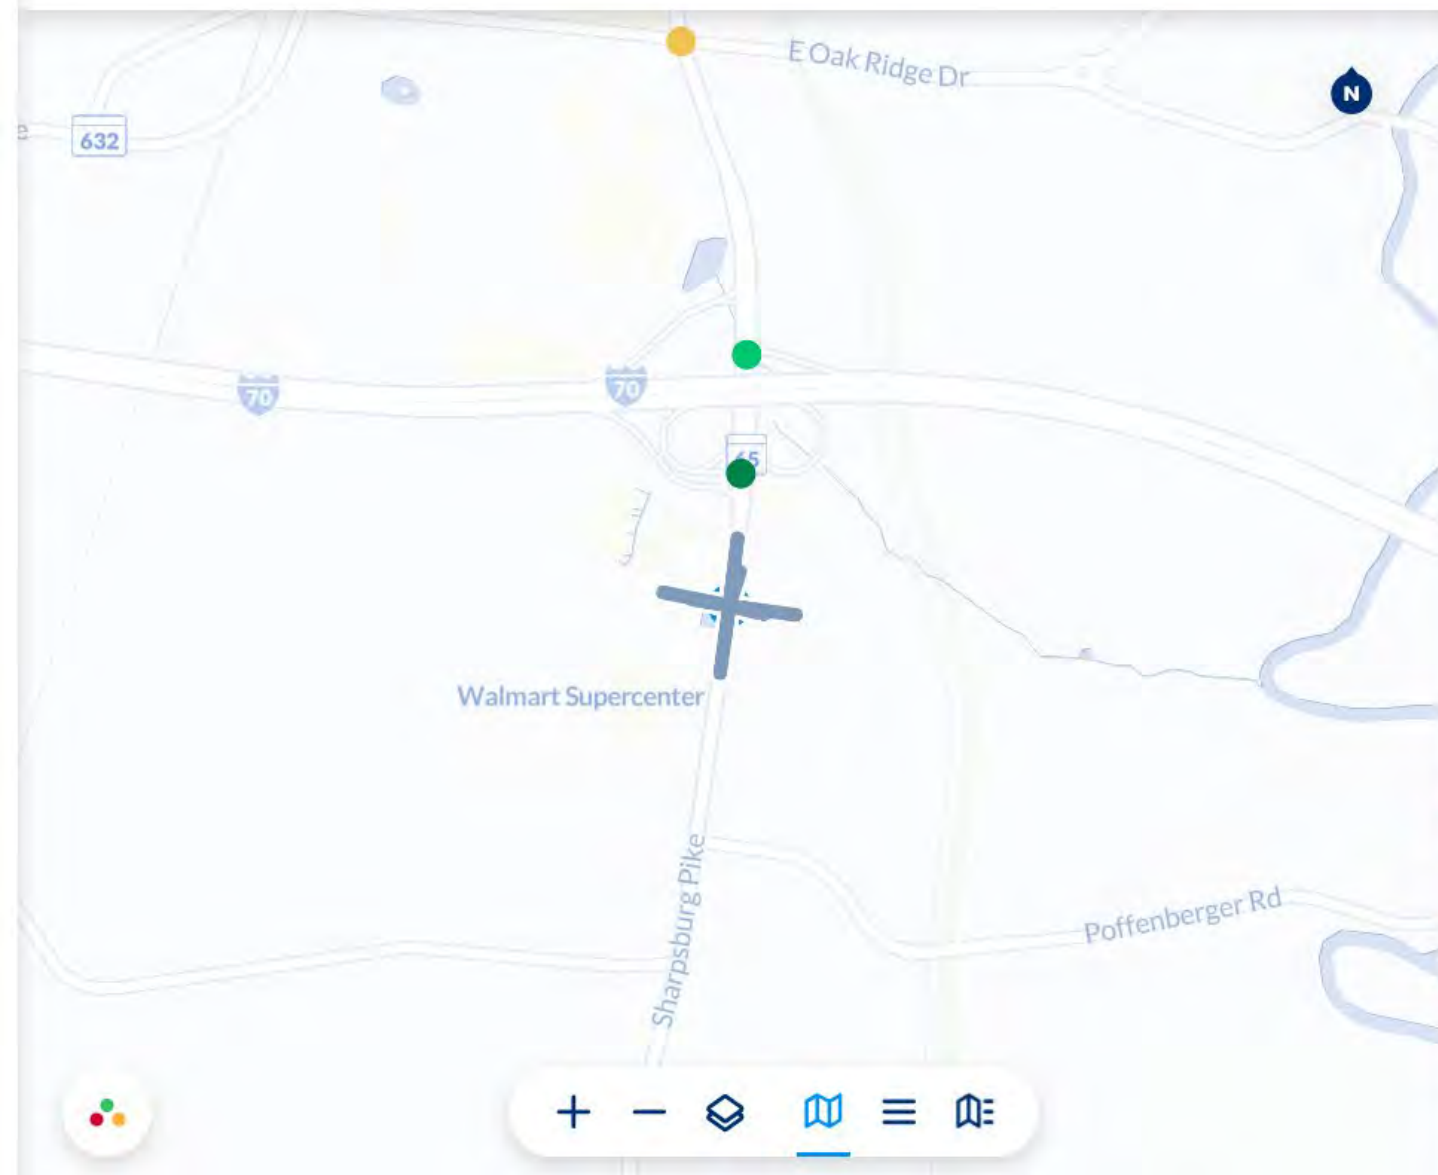 E Oak Ridge Dr
N
632
70
70
Walmart Supercenter
Sharpsburg Pike
Poffenberger Rd